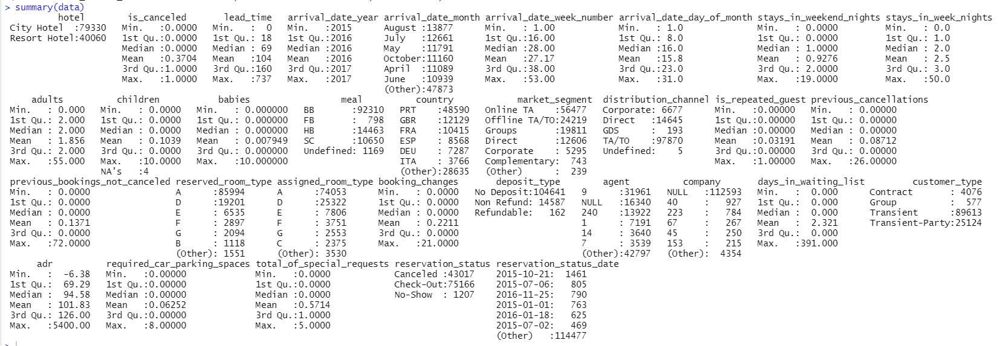 > summary(data)
hotel is_canceled lead_time arrival_date_year arrival_date_month arrival_date_week_number arrival_date_day_of_month stays_in_weekend_nights stays_in_week_nights
City Hotel :79330 Min. :0.0000 Min. : 0 Min. :2015 August :13877 Min. : 1.00 Min. : 1.0 Min. : 0.0000 Min. : 0.0
Resort Hotel:40060 1st Qu.:0.0000 1st Qu.: 18 1st Qu.:2016 July :12661 1st Qu.:16.00 1st Qu.: 8.0 1st Qu.: 0.0000 1st Qu.: 1.0
Median :0.0000 Median : 69 Median :2016 May :11791 Median :28.00 Median :16.0 Median : 1.0000 Median : 2.0
Mean :0.3704 Mean :104 Mean :2016 October:11160 Mean :27.17 Mean :15.8 Mean : 0.9276 Mean : 2.5
3rd Qu.:1.0000 3rd Qu.:160 3rd Qu.:2017 April :11089 3rd Qu.:38.00 3rd Qu.:23.0 3rd Qu.: 2.0000 3rd Qu.: 3.0
Max. :1.0000 Max. :737 Max. :2017 June :10939 Max. :53.00 Max. :31.0 Max. :19.0000 Max. :50.0
(Other):47873
adults children babies meal country market_segment distribution_channel is_repeated_guest previous_cancellations
Min. : 0.000 Min. : 0.0000 Min. : 0.000000 BB :92310 PRT :48590 Online TA :56477 Corporate: 6677 Min. :0.00000 Min. : 0.00000
1st Qu.: 2.000 1st Qu.: 0.0000 1st Qu.: 0.000000 FB : 798 GBR :12129 Offline TA/TO:24219 Direct :14645 1st Qu.:0.00000 1st Qu.: 0.00000
Median : 2.000 Median : 0.0000 Median : 0.000000 HB :14463 FRA :10415 Groups :19811 GDS : 193 Median :0.00000 Median : 0.00000
Mean : 1.856 Mean : 0.1039 Mean : 0.007949 SC :10650 ESP : 8568 Direct :12606 TA/TO :97870 Mean :0.03191 Mean : 0.08712
3rd Qu.: 2.000 3rd Qu.: 0.0000 3rd Qu.: 0.000000 Undefined: 1169 DEU : 7287 Corporate : 5295 Undefined: 5 3rd Qu.:0.00000 3rd Qu.: 0.00000
Max. :55.000 Max. :10.0000 Max. :10.000000 ITA : 3766 Complementary: 743 Max. :1.00000 Max. :26.00000
NA's :4 (Other):28635 (Other) : 239
previous_bookings_not_canceled reserved_room_type assigned_room_type booking_changes deposit_type agent company days_in_waiting_list customer_type
Min. : 0.0000 A :85994 A :74053 Min. : 0.0000 No Deposit:104641 9 :31961 NULL :112593 Min. : 0.000 Contract : 4076
1st Qu.: 0.0000 D :19201 D :25322 1st Qu.: 0.0000 Non Refund: 14587 NULL :16340 40 : 927 1st Qu.: 0.000 Group : 577
Median : 0.0000 E : 6535 E : 7806 Median : 0.0000 Refundable: 162 240 :13922 223 : 784 Median : 0.000 Transient :89613
Mean : 0.1371 F : 2897 F : 3751 Mean : 0.2211 1 : 7191 67 : 267 Mean : 2.321 Transient-Party:25124
3rd Qu.: 0.0000 G : 2094 G : 2553 3rd Qu.: 0.0000 14 : 3640 45 : 250 3rd Qu.: 0.000
Max. :72.0000 B : 1118 C : 2375 Max. :21.0000 7 : 3539 153 : 215 Max. :391.000
(Other): 1551 (Other): 3530 (Other):42797 (Other): 4354
adr required_car_parking_spaces total_of_special_requests reservation_status reservation_status_date
Min. : -6.38 Min. :0.00000 Min. :0.0000 Canceled :43017 2015-10-21: 1461
1st Qu.: 69.29 1st Qu.:0.00000 1st Qu.:0.0000 Check-Out:75166 2015-07-06: 805
Median : 94.58 Median :0.00000 Median :0.0000 No-Show : 1207 2016-11-25: 790
Mean : 101.83 Mean :0.06252 Mean :0.5714 2015-01-01: 763
3rd Qu.: 126.00 3rd Qu.:0.00000 3rd Qu.:1.0000 2016-01-18: 625
Max. :5400.00 Max. :8.00000 Max. :5.0000 2015-07-02: 469
(Other) :114477